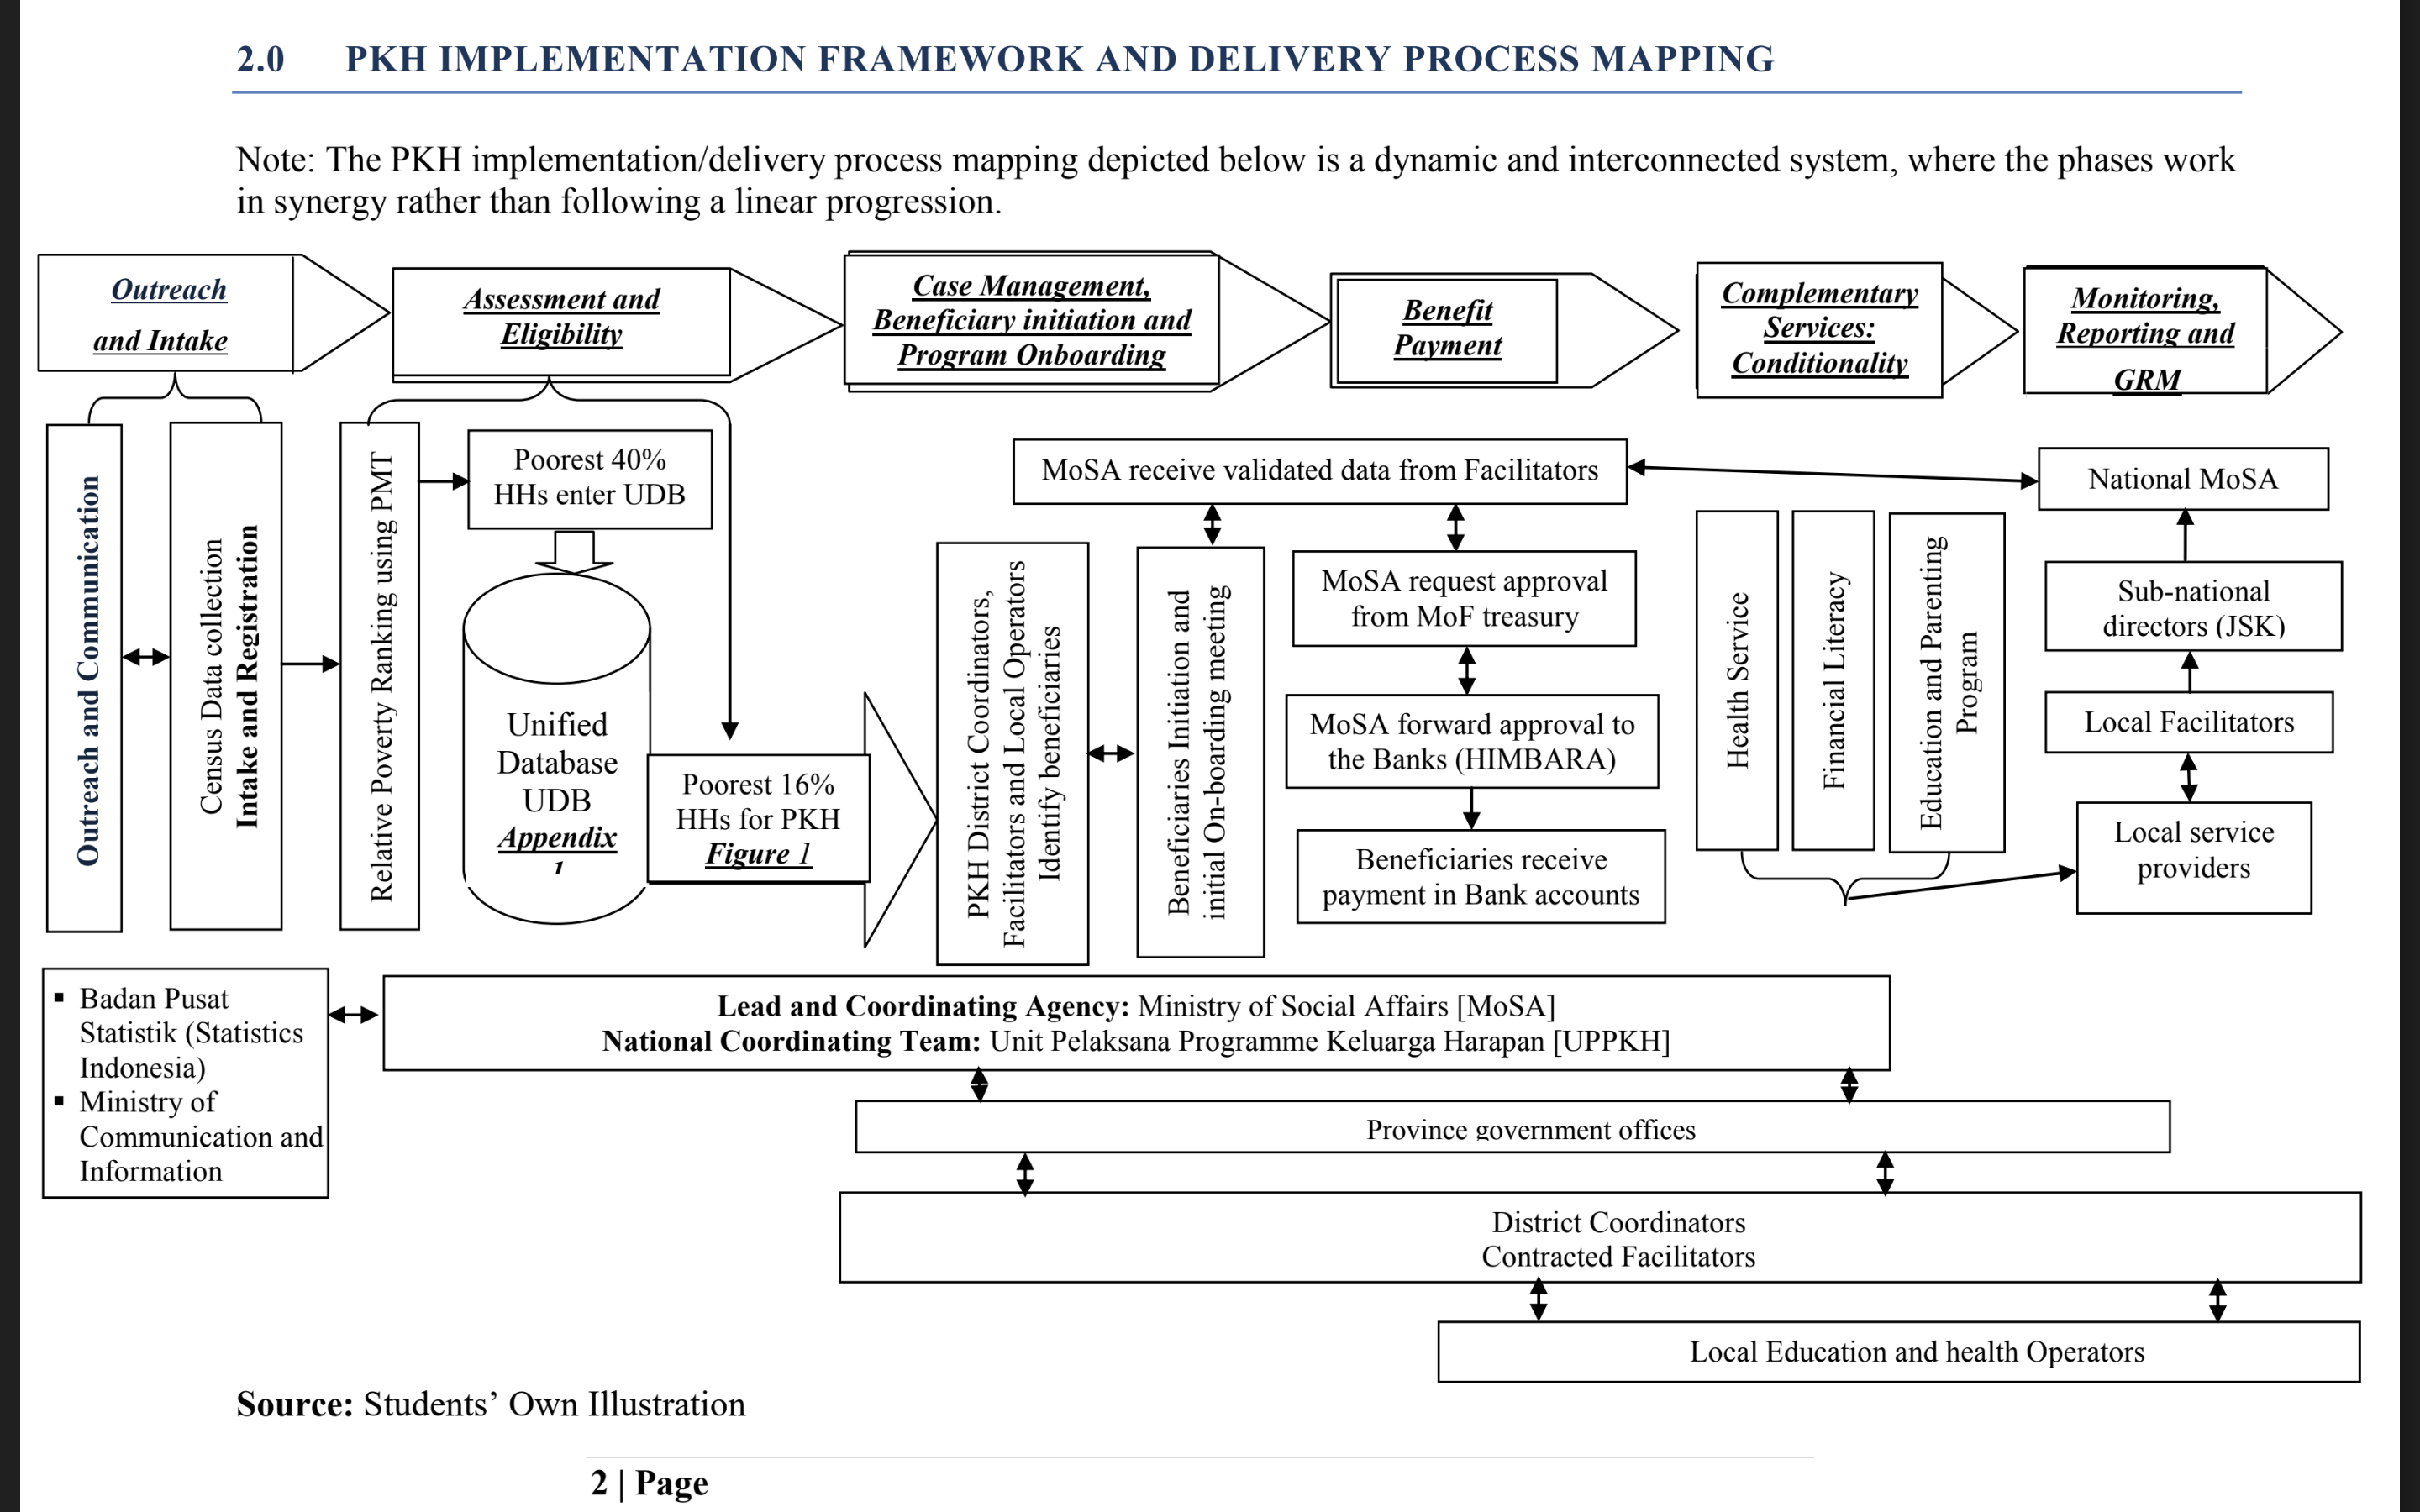 2.0 PKH IMPLEMENTATION FRAMEWORK AND DELIVERY PROCESS MAPPING
Note: The PKH implementation/delivery process mapping depicted below is a dynamic and interconnected system, where the phases work
in synergy rather than following a linear progression.
Outreach
and Intake
Assessment and
Eligibility
Case Management,
Beneficiary initiation and
Program Onboarding
Benefit
Payment
Complementary
Services:
Conditionality
Monitoring,
Reporting and
GRM
Outreach and Communication
Census Data collection
Intake and Registration
Relative Poverty Ranking using PMT
Poorest 40%
HHs enter UDB
Unified
Database
UDB
Appendix
1
Poorest 16%
HHs for PKH
Figure 1
PKH District Coordinators,
Facilitators and Local Operators
Identify beneficiaries
Beneficiaries Initiation and
initial On-boarding meeting
MoSA receive validated data from Facilitators
MoSA request approval
from MoF treasury
MoSA forward approval to
the Banks (HIMBARA)
Beneficiaries receive
payment in Bank accounts
Health Service
Financial Literacy
Education and Parenting
Program
National MoSA
Sub-national
directors (JSK)
Local Facilitators
Local service
providers
▪ Badan Pusat
Statistik (Statistics
Indonesia)
▪ Ministry of
Communication and
Information
Lead and Coordinating Agency: Ministry of Social Affairs [MoSA]
National Coordinating Team: Unit Pelaksana Programme Keluarga Harapan [UPPKH]
Province government offices
District Coordinators
Contracted Facilitators
Local Education and health Operators
Source: Students’ Own Illustration
2 | Page